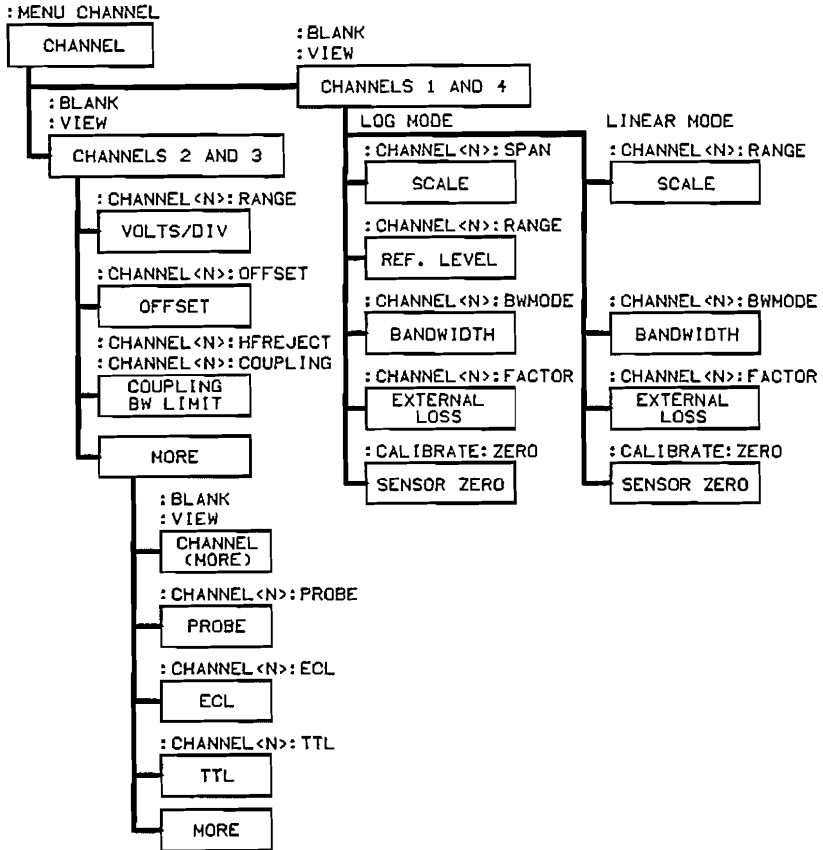 :MENU CHANNEL
CHANNEL
:BLANK
:VIEW
CHANNELS 1 AND 4
:BLANK
:VIEW
CHANNELS 2 AND 3
:CHANNEL<N>:RANGE
VOLTS/DIV
:CHANNEL<N>:OFFSET
OFFSET
:CHANNEL<N>:HFREJECT
:CHANNEL<N>:COUPLING
COUPLING
BW LIMIT
MORE
:BLANK
:VIEW
CHANNEL
(MORE)
:CHANNEL<N>:PROBE
PROBE
:CHANNEL<N>:ECL
ECL
:CHANNEL<N>:TTL
TTL
MORE
LOG MODE
:CHANNEL<N>:SPAN
SCALE
:CHANNEL<N>:RANGE
REF. LEVEL
:CHANNEL<N>:BWMODE
BANDWIDTH
:CHANNEL<N>:FACTOR
EXTERNAL
LOSS
:CALIBRATE:ZERO
SENSOR ZERO
LINEAR MODE
:CHANNEL<N>:RANGE
SCALE
:CHANNEL<N>:BWMODE
BANDWIDTH
:CHANNEL<N>:FACTOR
EXTERNAL
LOSS
:CALIBRATE:ZERO
SENSOR ZERO